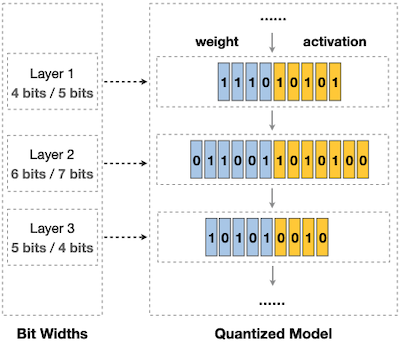 ......
weight activation
Layer 1
4 bits / 5 bits
1 1 1 0 1 0 1 0 1
Layer 2
6 bits / 7 bits
0 1 1 0 0 1 1 0 1 0 1 0 0
Layer 3
5 bits / 4 bits
1 0 1 0 1 0 0 1 0
......
Bit Widths Quantized Model